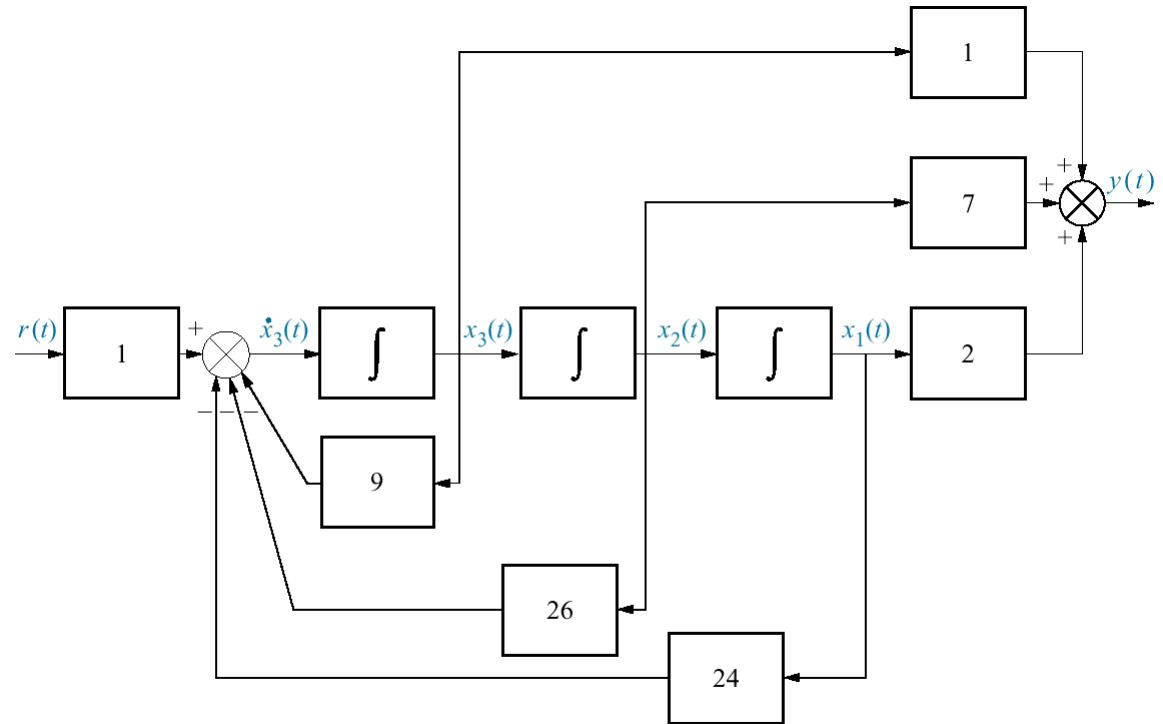 1
+
7
+
y(t)
+
r(t)
1
+
ẋ₃(t)
∫
x₃(t)
∫
x₂(t)
∫
x₁(t)
2
− − −
9
26
24